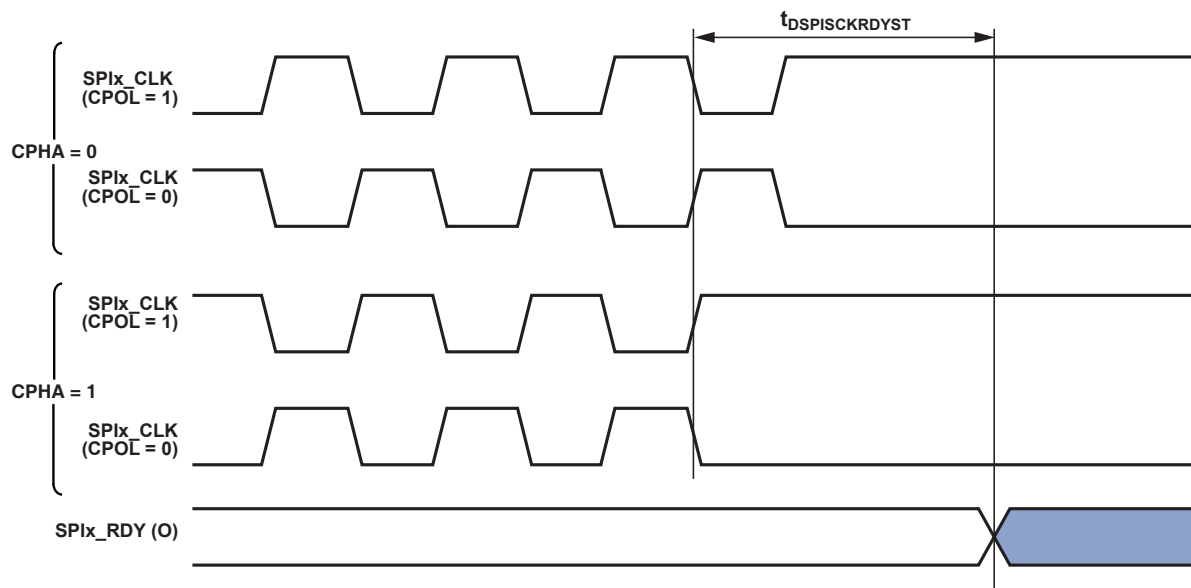 tDSPISCKRDYST
SPIx_CLK
(CPOL = 1)
CPHA = 0
SPIx_CLK
(CPOL = 0)
SPIx_CLK
(CPOL = 1)
CPHA = 1
SPIx_CLK
(CPOL = 0)
SPIx_RDY (O)